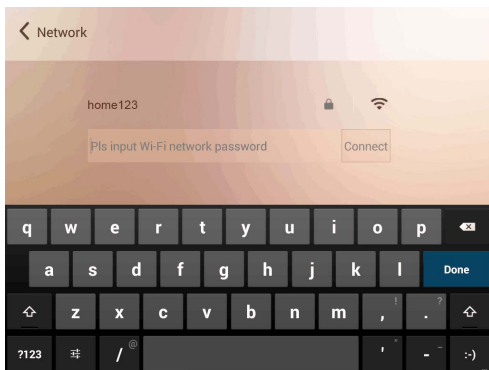 Network
home123
Pls input Wi-Fi network password Connect
q w e r t y u i o p
a s d f g h j k l Done
z x c v b n m , ! . ?
?123 / @ ' " - _ :-)